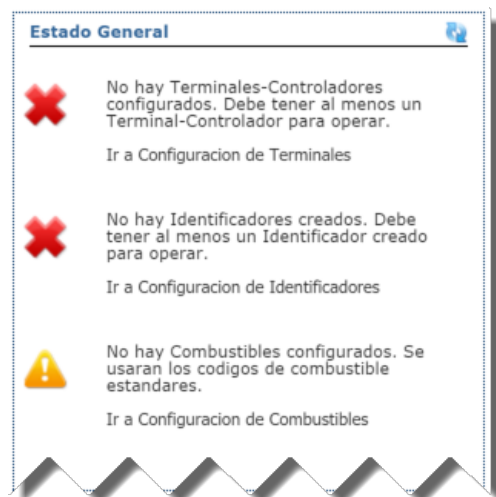 Estado General
No hay Terminales-Controladores
configurados. Debe tener al menos un
Terminal-Controlador para operar.
Ir a Configuracion de Terminales
No hay Identificadores creados. Debe
tener al menos un Identificador creado
para operar.
Ir a Configuracion de Identificadores
No hay Combustibles configurados. Se
usaran los codigos de combustible
estandares.
Ir a Configuracion de Combustibles